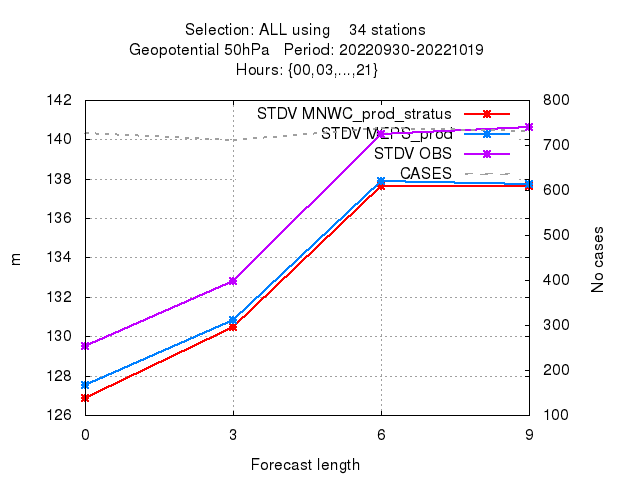 Selection: ALL using    34 stations
Geopotential 50hPa   Period: 20220930-20221019
Hours: {00,03,...,21}
142
140
138
136
134
132
130
128
126
m
STDV MNWC_prod_stratus
STDV MEPS_prod
STDV OBS
CASES
800
700
600
500
400
300
200
100
No cases
0
3
6
9
Forecast length